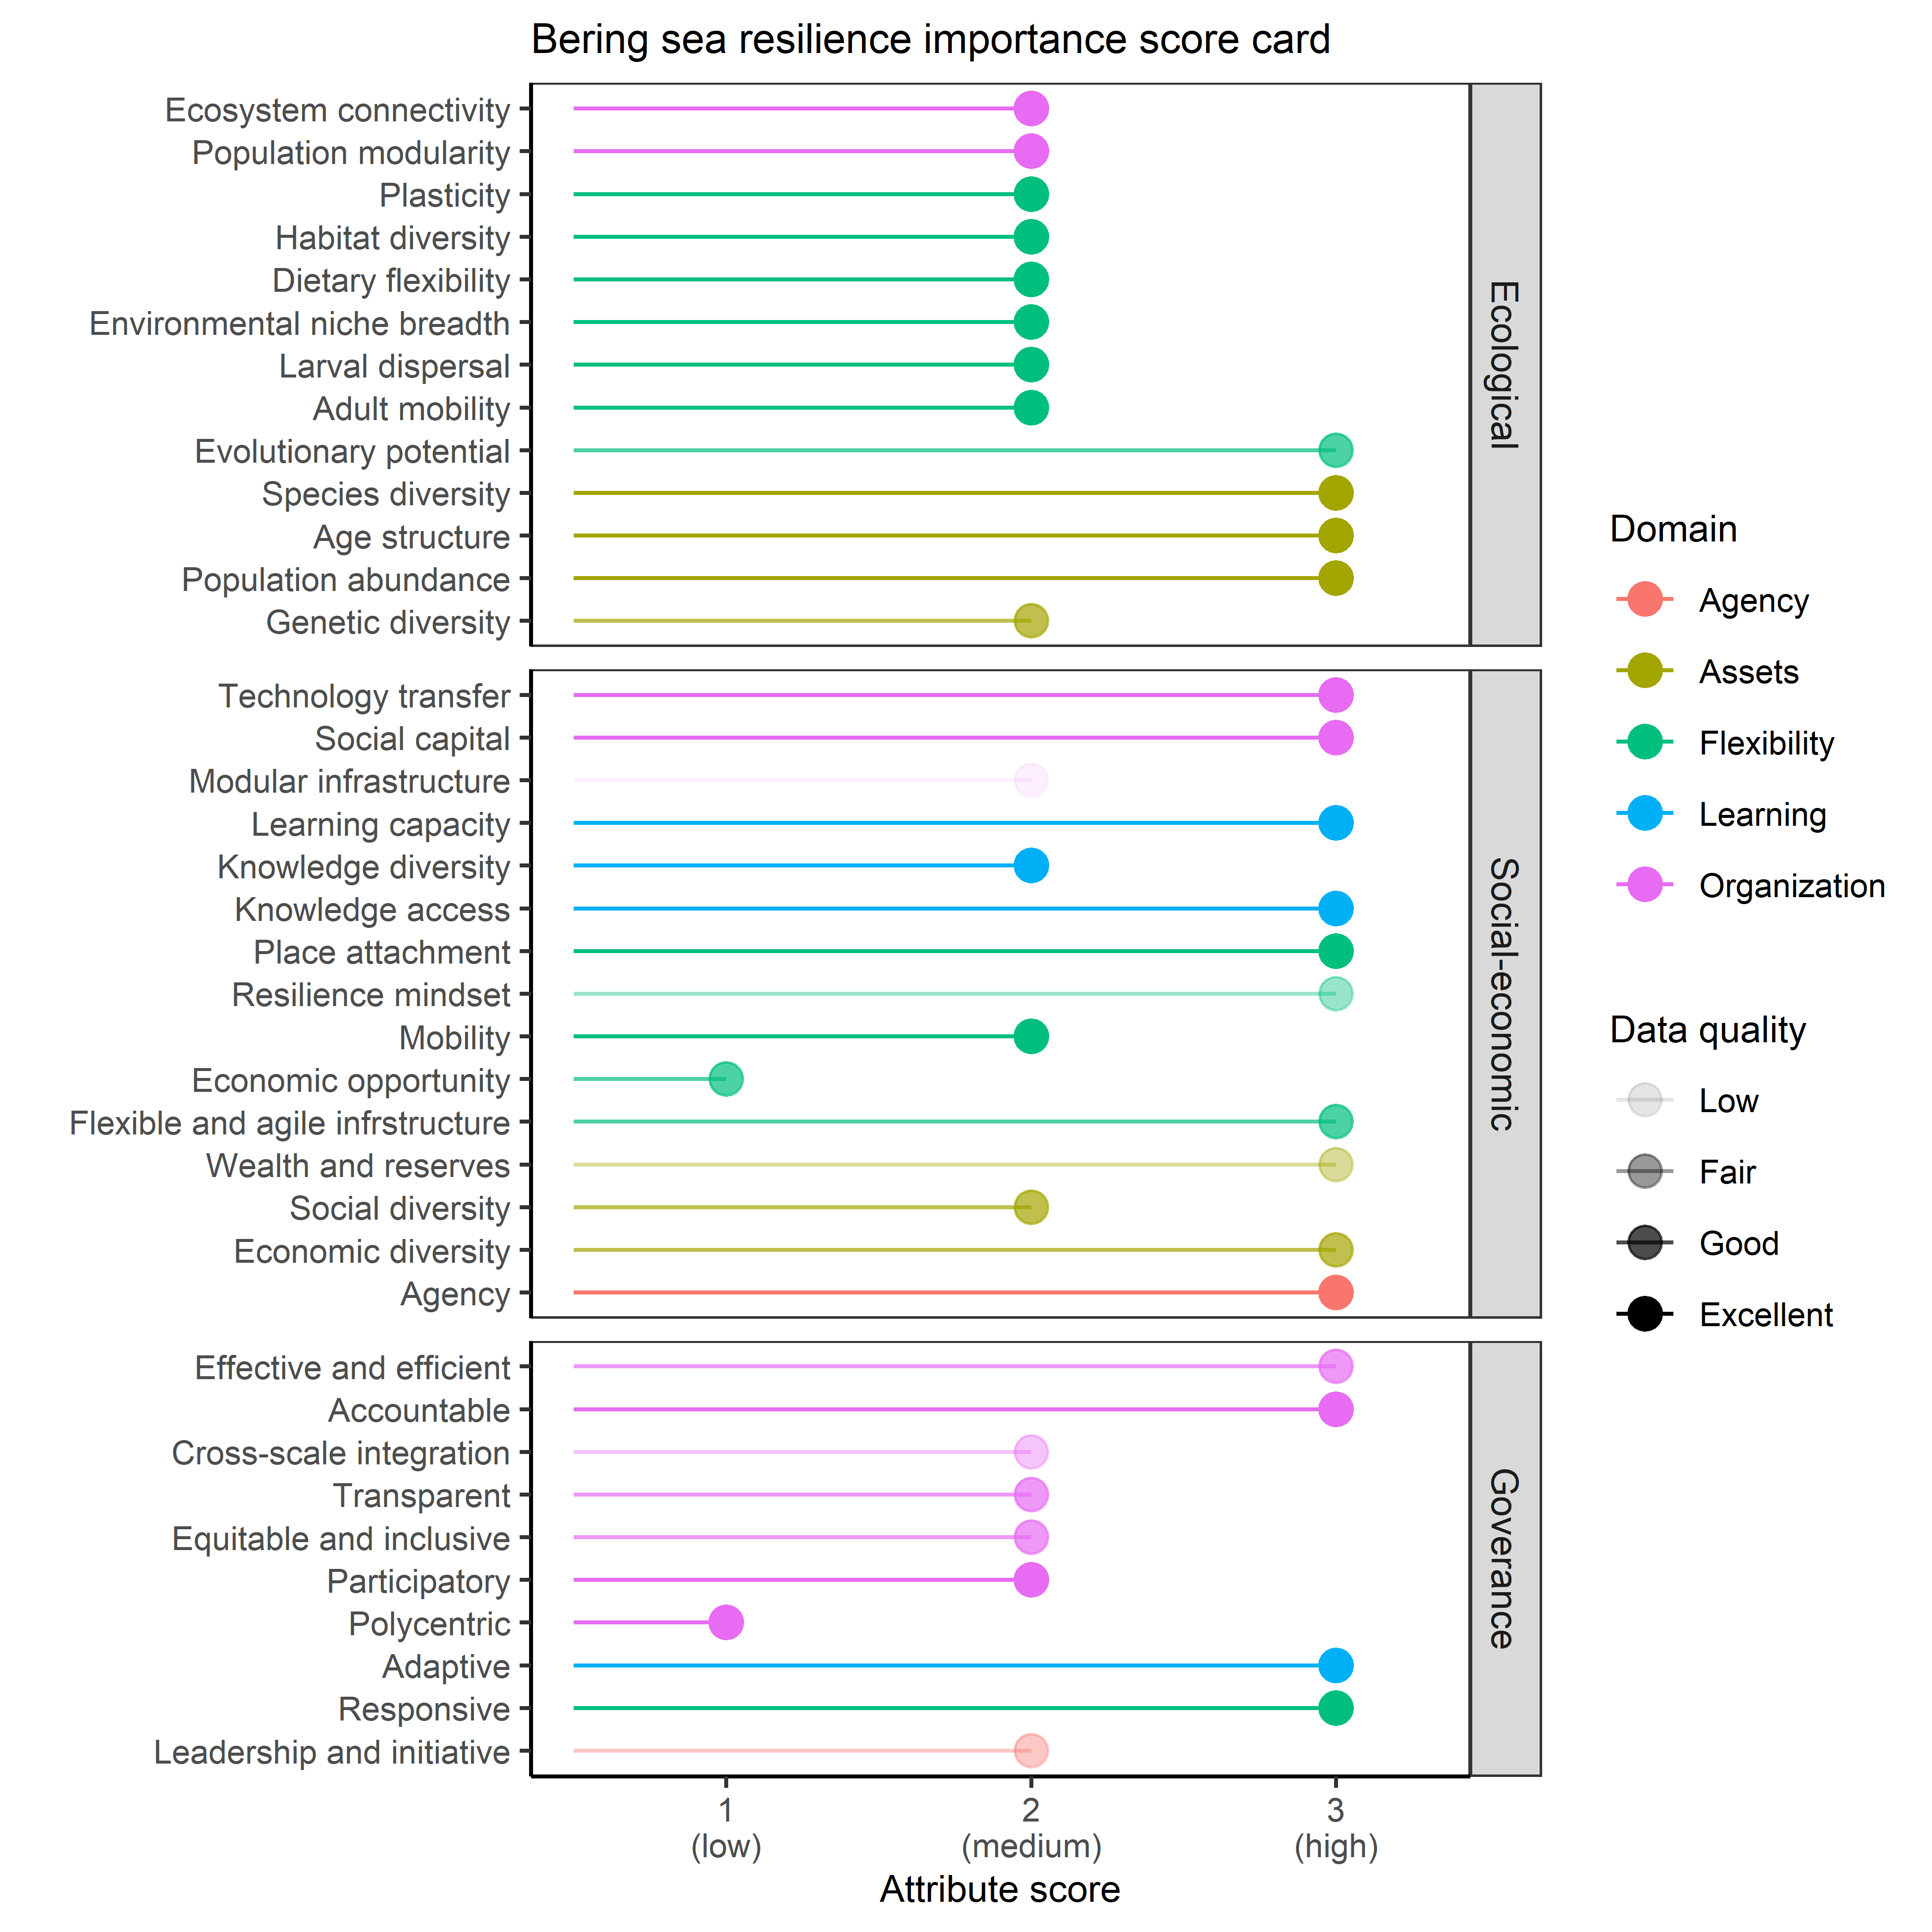 Bering sea resilience importance score card
Ecosystem connectivity
Population modularity
Plasticity
Habitat diversity
Dietary flexibility
Environmental niche breadth
Larval dispersal
Adult mobility
Evolutionary potential
Species diversity
Age structure
Population abundance
Genetic diversity
Ecological
Technology transfer
Social capital
Modular infrastructure
Learning capacity
Knowledge diversity
Knowledge access
Place attachment
Resilience mindset
Mobility
Economic opportunity
Flexible and agile infrstructure
Wealth and reserves
Social diversity
Economic diversity
Agency
Social-economic
Effective and efficient
Accountable
Cross-scale integration
Transparent
Equitable and inclusive
Participatory
Polycentric
Adaptive
Responsive
Leadership and initiative
Goverance
1
(low)
2
(medium)
3
(high)
Attribute score
Domain
Agency
Assets
Flexibility
Learning
Organization
Data quality
Low
Fair
Good
Excellent